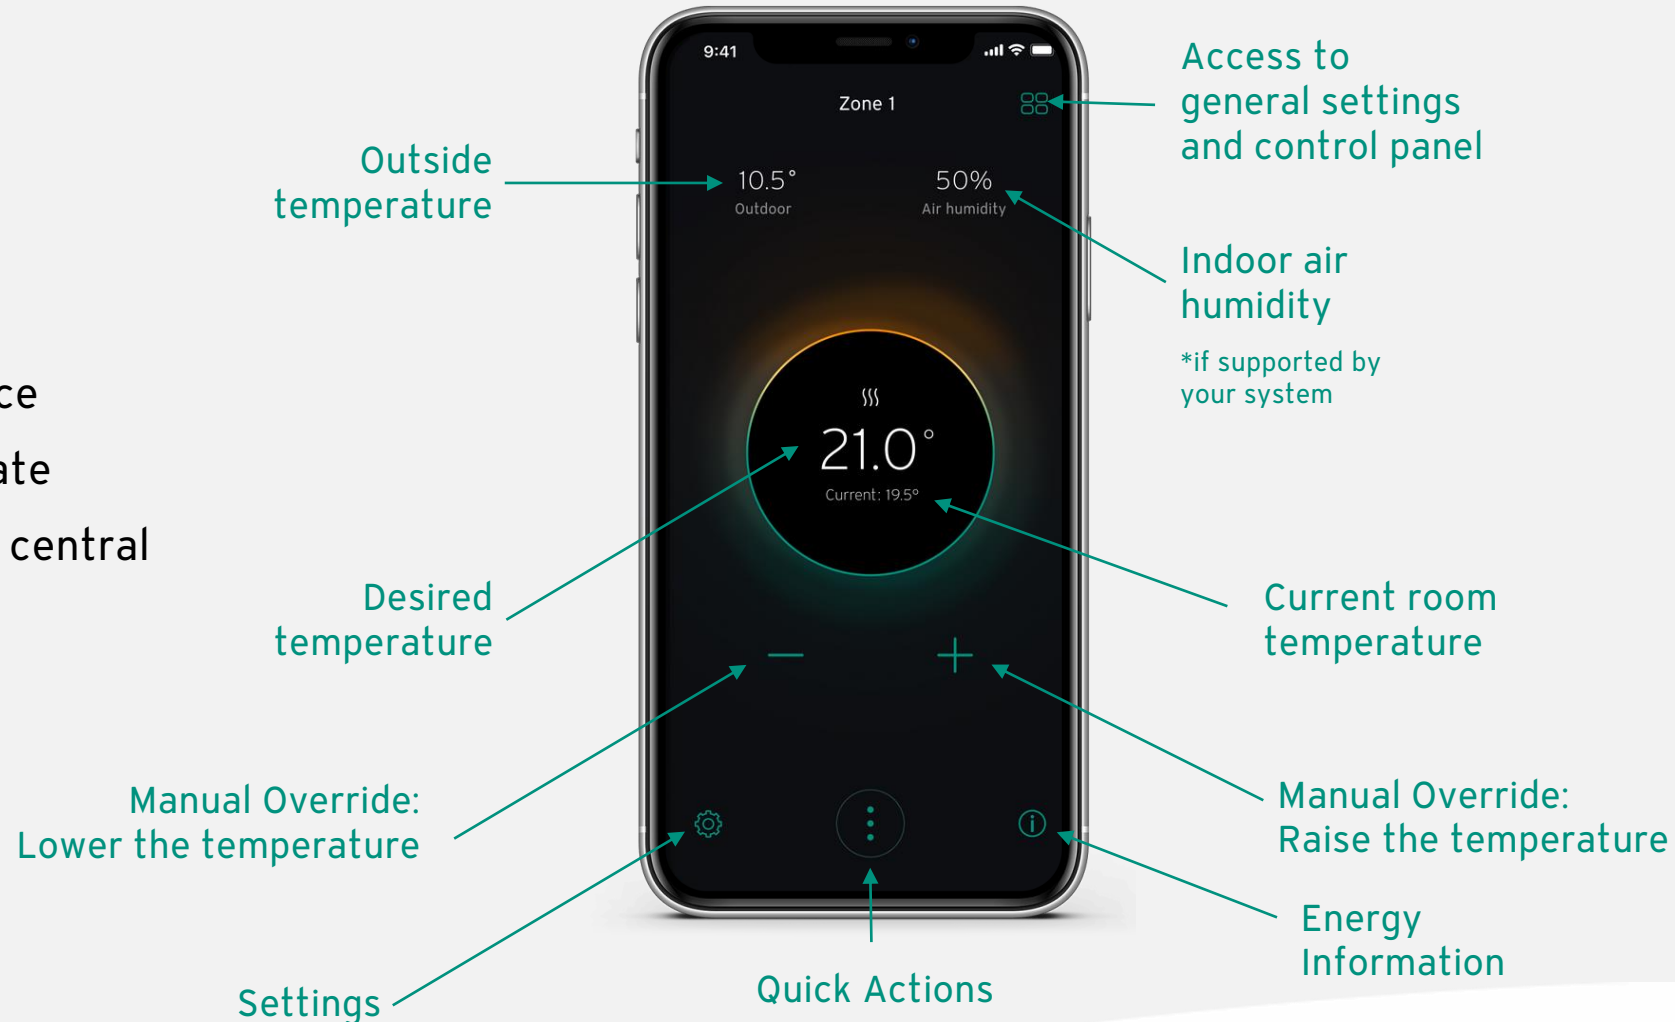 9:41
Zone 1
Access to
general settings
and control panel
Outside
temperature
10.5°
Outdoor
50%
Air humidity
Indoor air
humidity
*if supported by
your system
ce
ate
central
21.0°
Current: 19.5°
Desired
temperature
Current room
temperature
Manual Override:
Lower the temperature
Manual Override:
Raise the temperature
Energy
Information
Quick Actions
Settings